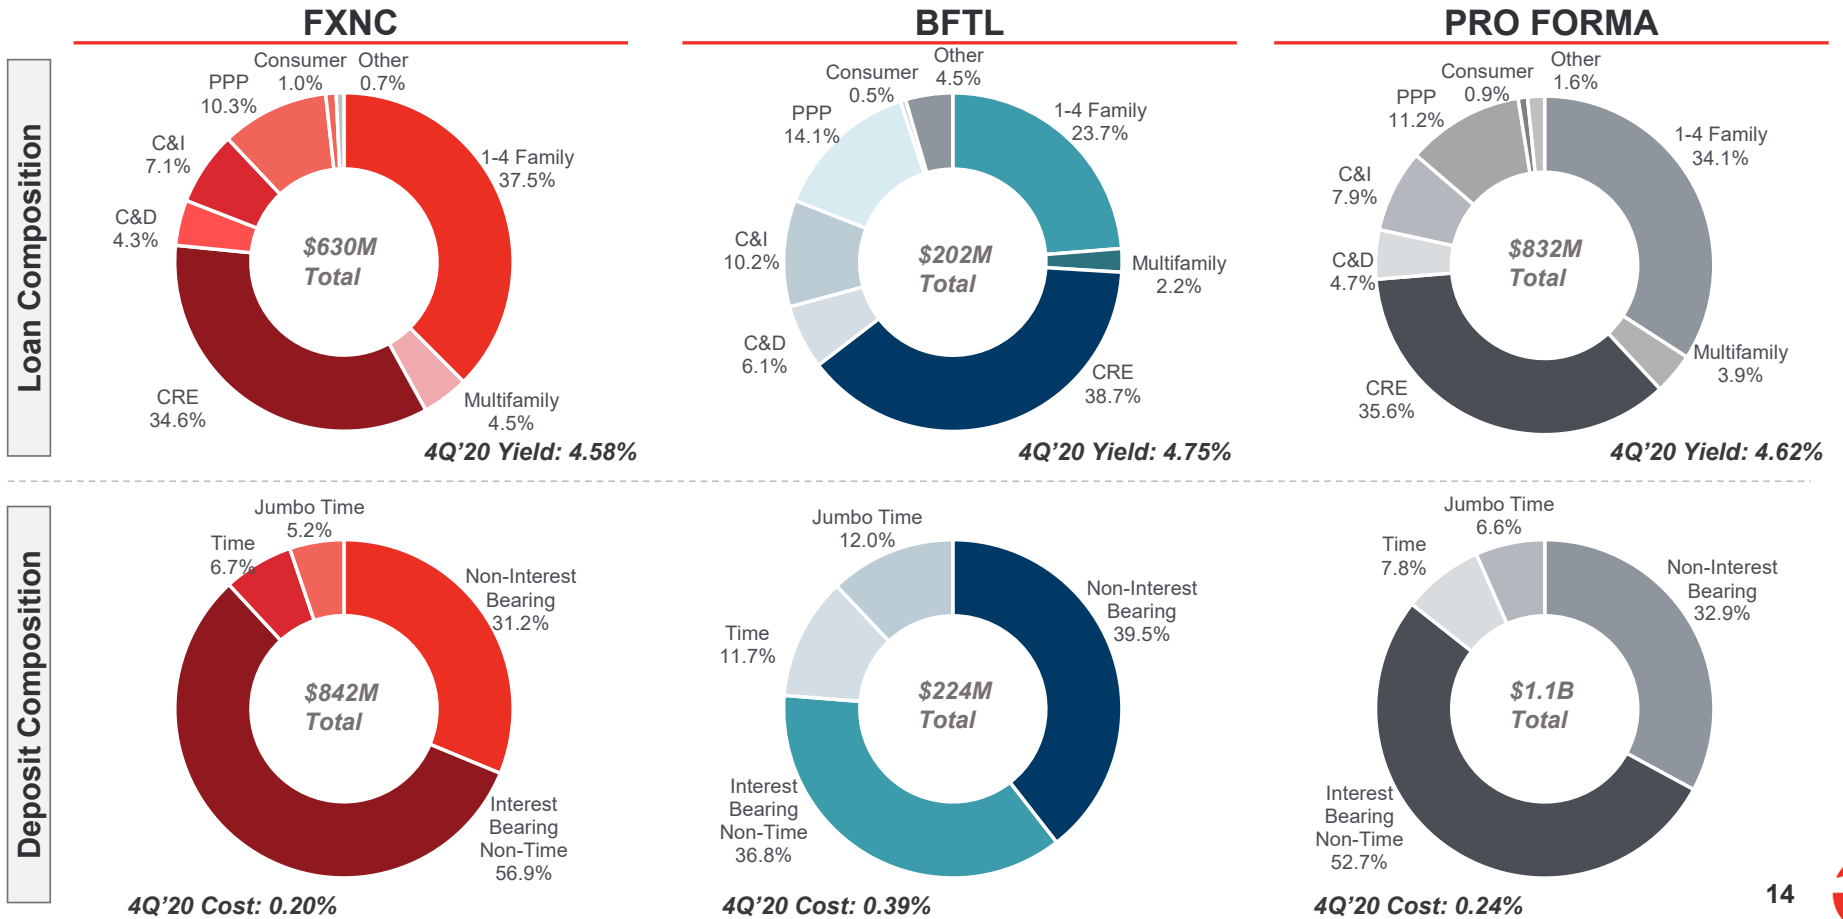 FXNC
BFTL
PRO FORMA
Loan Composition
Consumer
1.0%
Other
0.7%
PPP
10.3%
C&I
7.1%
C&D
4.3%
1-4 Family
37.5%
$630M
Total
CRE
34.6%
Multifamily
4.5%
4Q’20 Yield: 4.58%
Other
4.5%
Consumer
0.5%
PPP
14.1%
1-4 Family
23.7%
C&I
10.2%
$202M
Total
Multifamily
2.2%
C&D
6.1%
CRE
38.7%
4Q’20 Yield: 4.75%
Other
1.6%
Consumer
0.9%
PPP
11.2%
1-4 Family
34.1%
C&I
7.9%
C&D
4.7%
$832M
Total
Multifamily
3.9%
CRE
35.6%
4Q’20 Yield: 4.62%
Deposit Composition
Jumbo Time
5.2%
Time
6.7%
Non-Interest
Bearing
31.2%
$842M
Total
Interest
Bearing
Non-Time
56.9%
4Q’20 Cost: 0.20%
Jumbo Time
12.0%
Non-Interest
Bearing
39.5%
Time
11.7%
$224M
Total
Interest
Bearing
Non-Time
36.8%
4Q’20 Cost: 0.39%
Jumbo Time
6.6%
Time
7.8%
Non-Interest
Bearing
32.9%
$1.1B
Total
Interest
Bearing
Non-Time
52.7%
4Q’20 Cost: 0.24%
14